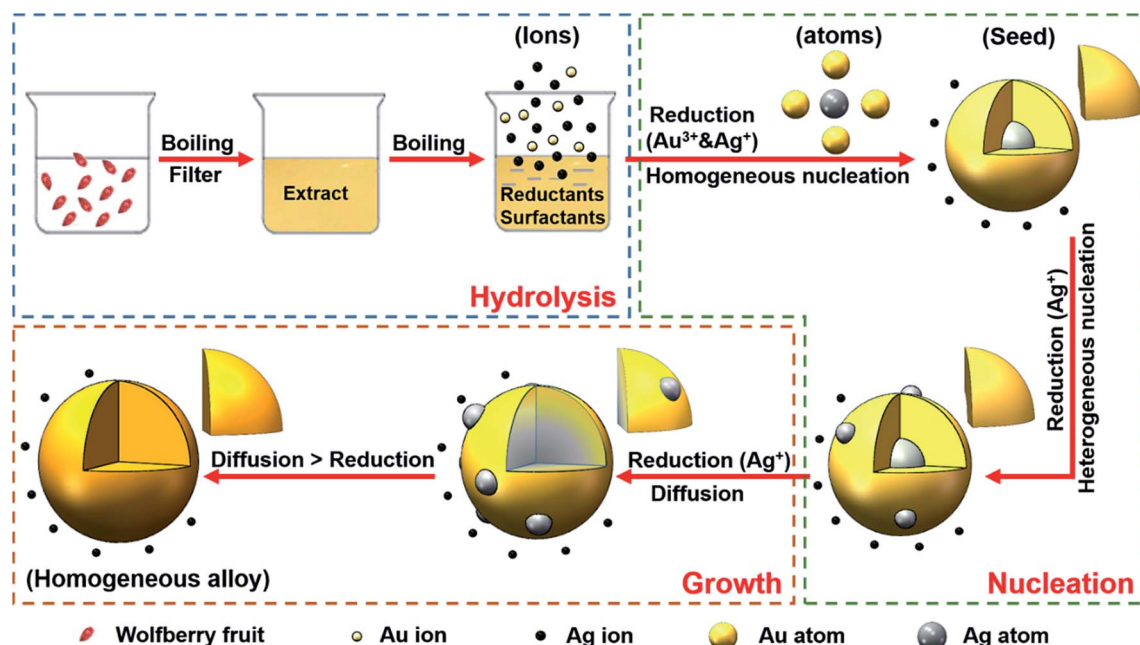 (Ions)
(atoms)
(Seed)
Boiling
Filter
Extract
Boiling
Reductants
Surfactants
Reduction
(Au³⁺&Ag⁺)
Homogeneous nucleation
Hydrolysis
Reduction (Ag⁺)
Heterogeneous nucleation
Nucleation
Reduction (Ag⁺)
Diffusion
Diffusion > Reduction
(Homogeneous alloy)
Growth
Wolfberry fruit
Au ion
Ag ion
Au atom
Ag atom